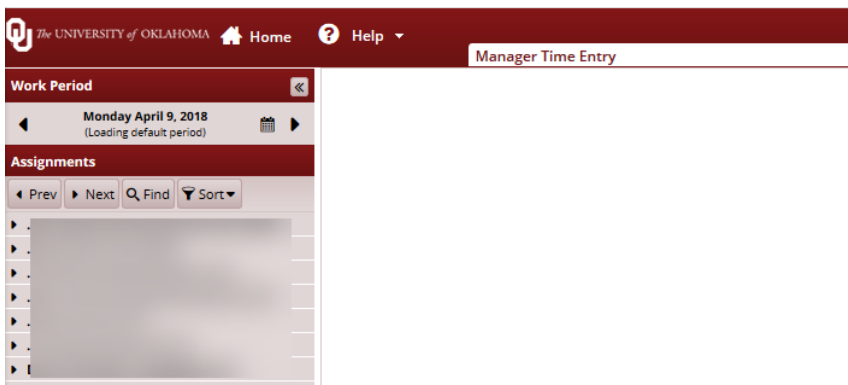 The UNIVERSITY of OKLAHOMA Home Help
Manager Time Entry
Work Period
Monday April 9, 2018
(Loading default period)
Assignments
Prev Next Find Sort